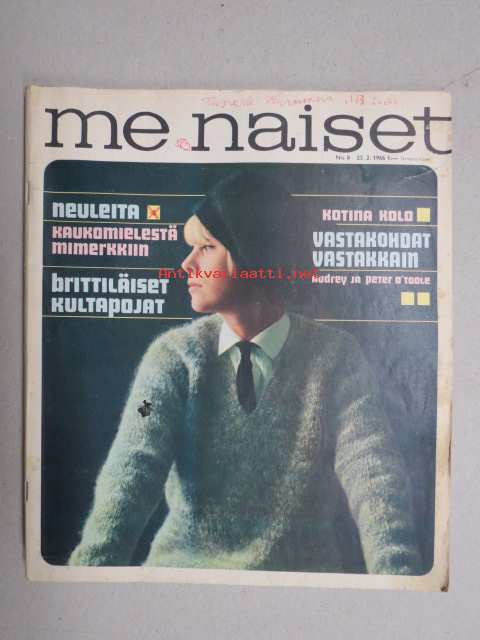 me naiset
No 8 22. 2. 1966
neuleita
kaukomielestä
mimerkkiin
brittiläiset
kultapojat
kotina kolo
vastakohdat
vastakkain
audrey ja peter o'toole
Antikvariaatti.net